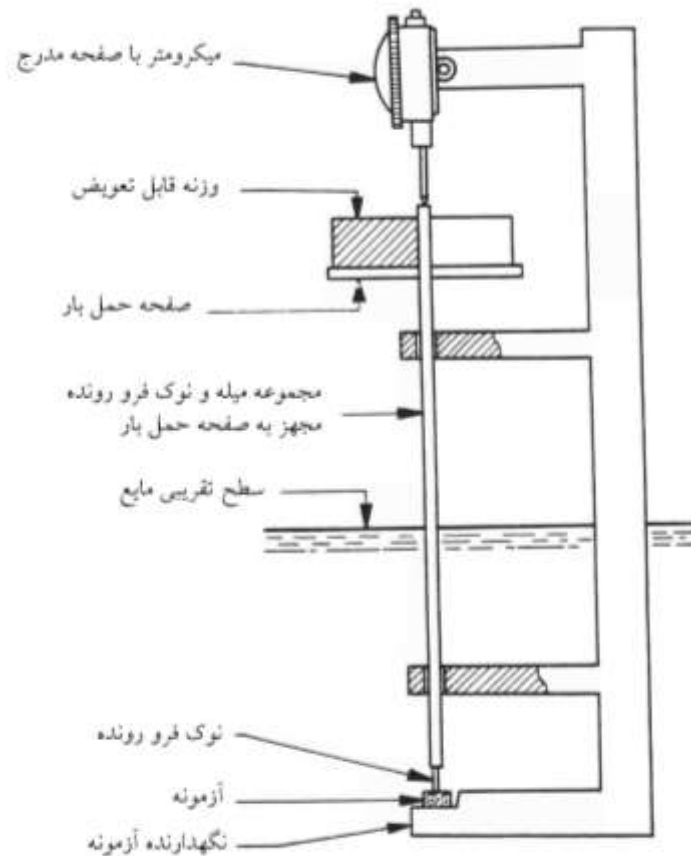 میکرومتر با صفحه مدرج
وزنه قابل تعویض
صفحه حمل بار
مجموعه میله و نوک فرو رونده
مجهز به صفحه حمل بار
سطح تقریبی مایع
نوک فرو رونده
آزمونه
نگهدارنده آزمونه